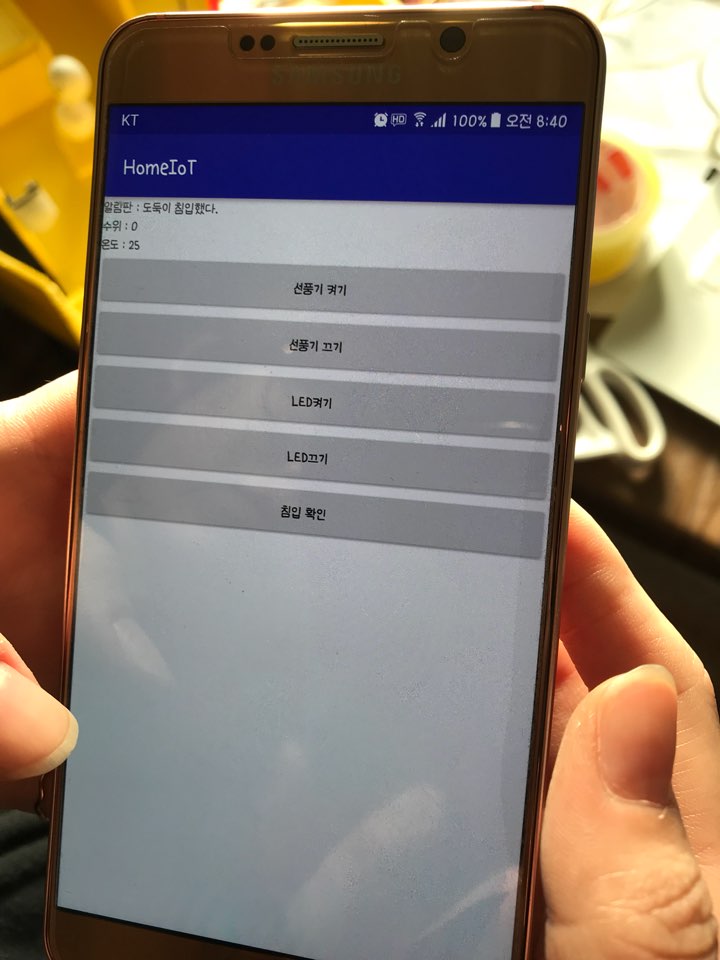 SAMSUNG
KT HD 100% 오전 8:40
HomeIoT
알림판 : 도둑이 침입했다.
수위 : 0
온도 : 25
선풍기 켜기
선풍기 끄기
LED켜기
LED끄기
침입 확인